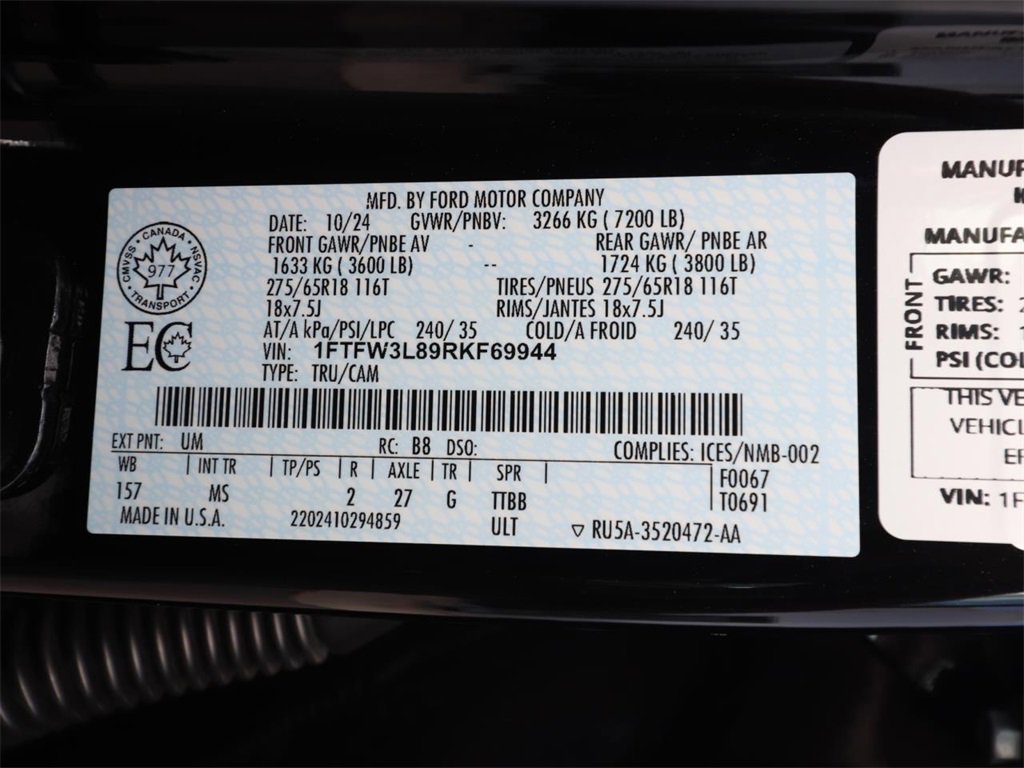 MFD. BY FORD MOTOR COMPANY
DATE: 10/24 GVWR/PNBV: 3266 KG ( 7200 LB)
FRONT GAWR/PNBE AV - REAR GAWR/ PNBE AR
1633 KG ( 3600 LB) -- 1724 KG ( 3800 LB)
275/65R18 116T TIRES/PNEUS 275/65R18 116T
18x7.5J RIMS/JANTES 18x7.5J
AT/A kPa/PSI/LPC 240/ 35 COLD/A FROID 240/ 35
VIN: 1FTFW3L89RKF69944
TYPE: TRU/CAM
CANADA
CMVSS · NSVAC
977
TRANSPORT
EC
EXT PNT: UM RC: B8 DSO: COMPLIES: ICES/NMB-002
WB | INT TR | TP/PS | R | AXLE | TR | SPR | F0067
157 MS 2 27 G TTBB T0691
MADE IN U.S.A. 2202410294859 ULT ▽ RU5A-3520472-AA
MANUF
MANUFA
FRONT
GAWR:
TIRES: 2
RIMS: 1
PSI (COL
THIS VE
VEHICL
EF
VIN: 1F